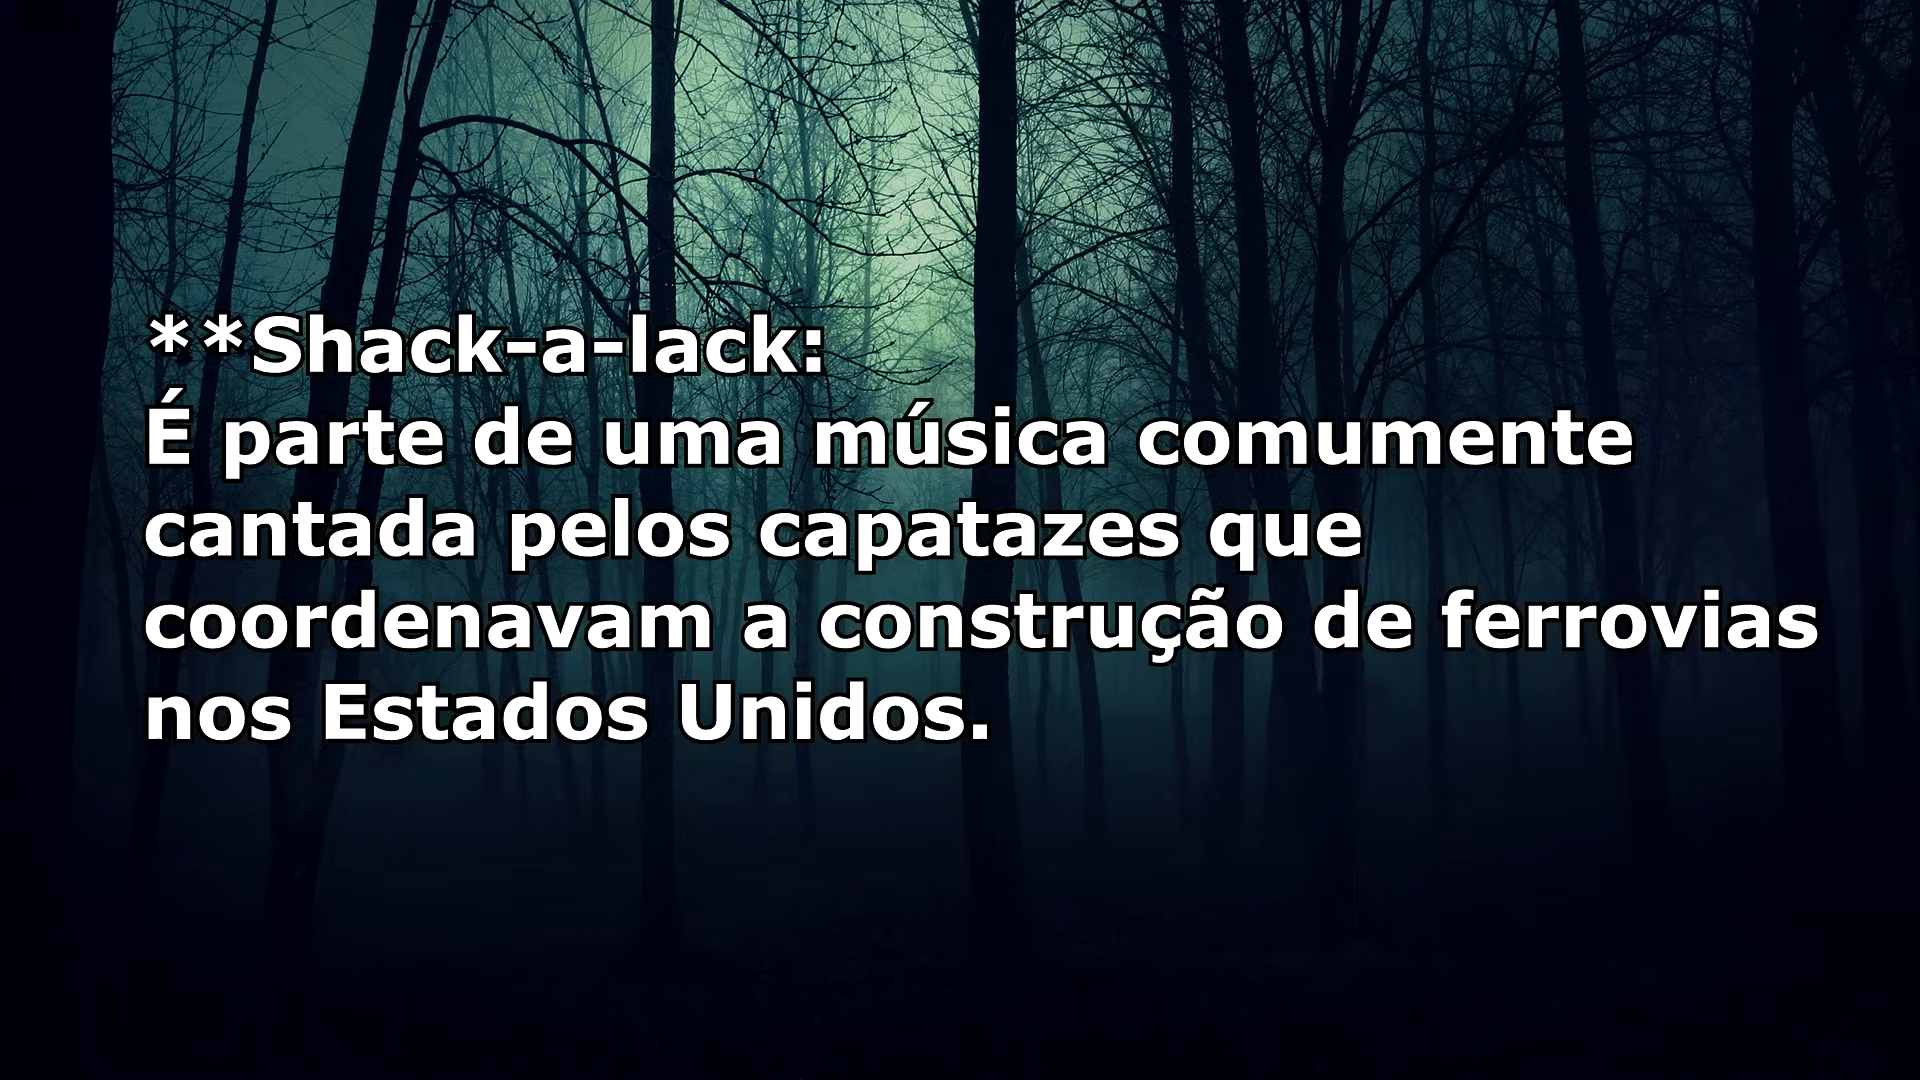 **Shack-a-lack:
É parte de uma música comumente
cantada pelos capatazes que
coordenavam a construção de ferrovias
nos Estados Unidos.